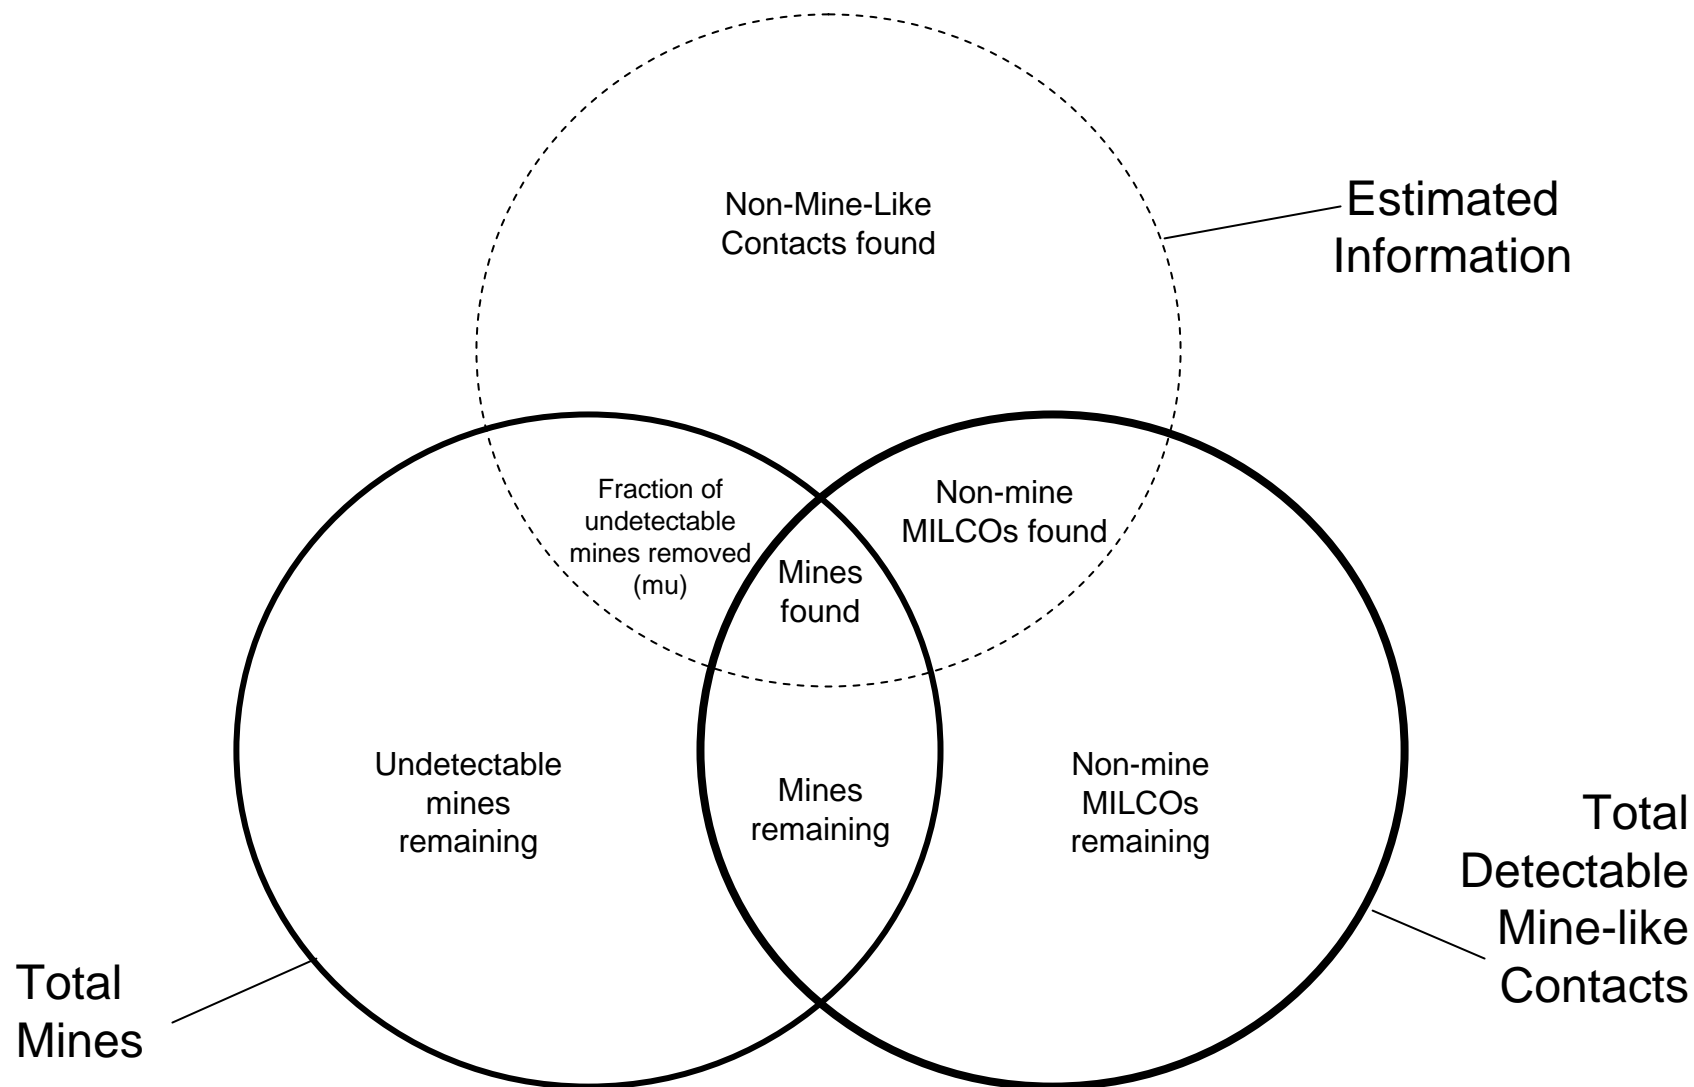 Non-Mine-Like
Contacts found
Estimated
Information
Fraction of
undetectable
mines removed
(mu)
Non-mine
MILCOs found
Mines
found
Undetectable
mines
remaining
Mines
remaining
Non-mine
MILCOs
remaining
Total
Detectable
Mine-like
Contacts
Total
Mines